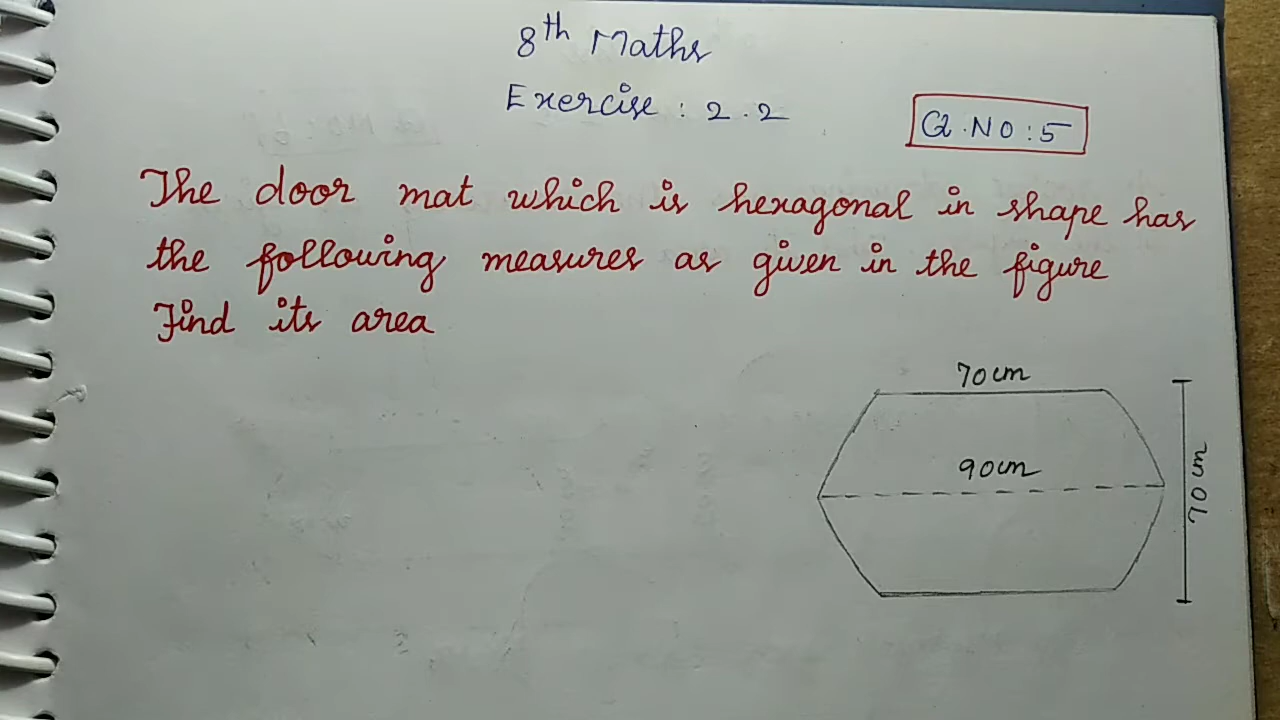 8th Maths
Exercise : 2.2
Q.NO : 5
The door mat which is hexagonal in shape has
the following measures as given in the figure
Find its area
70cm
90cm
70cm